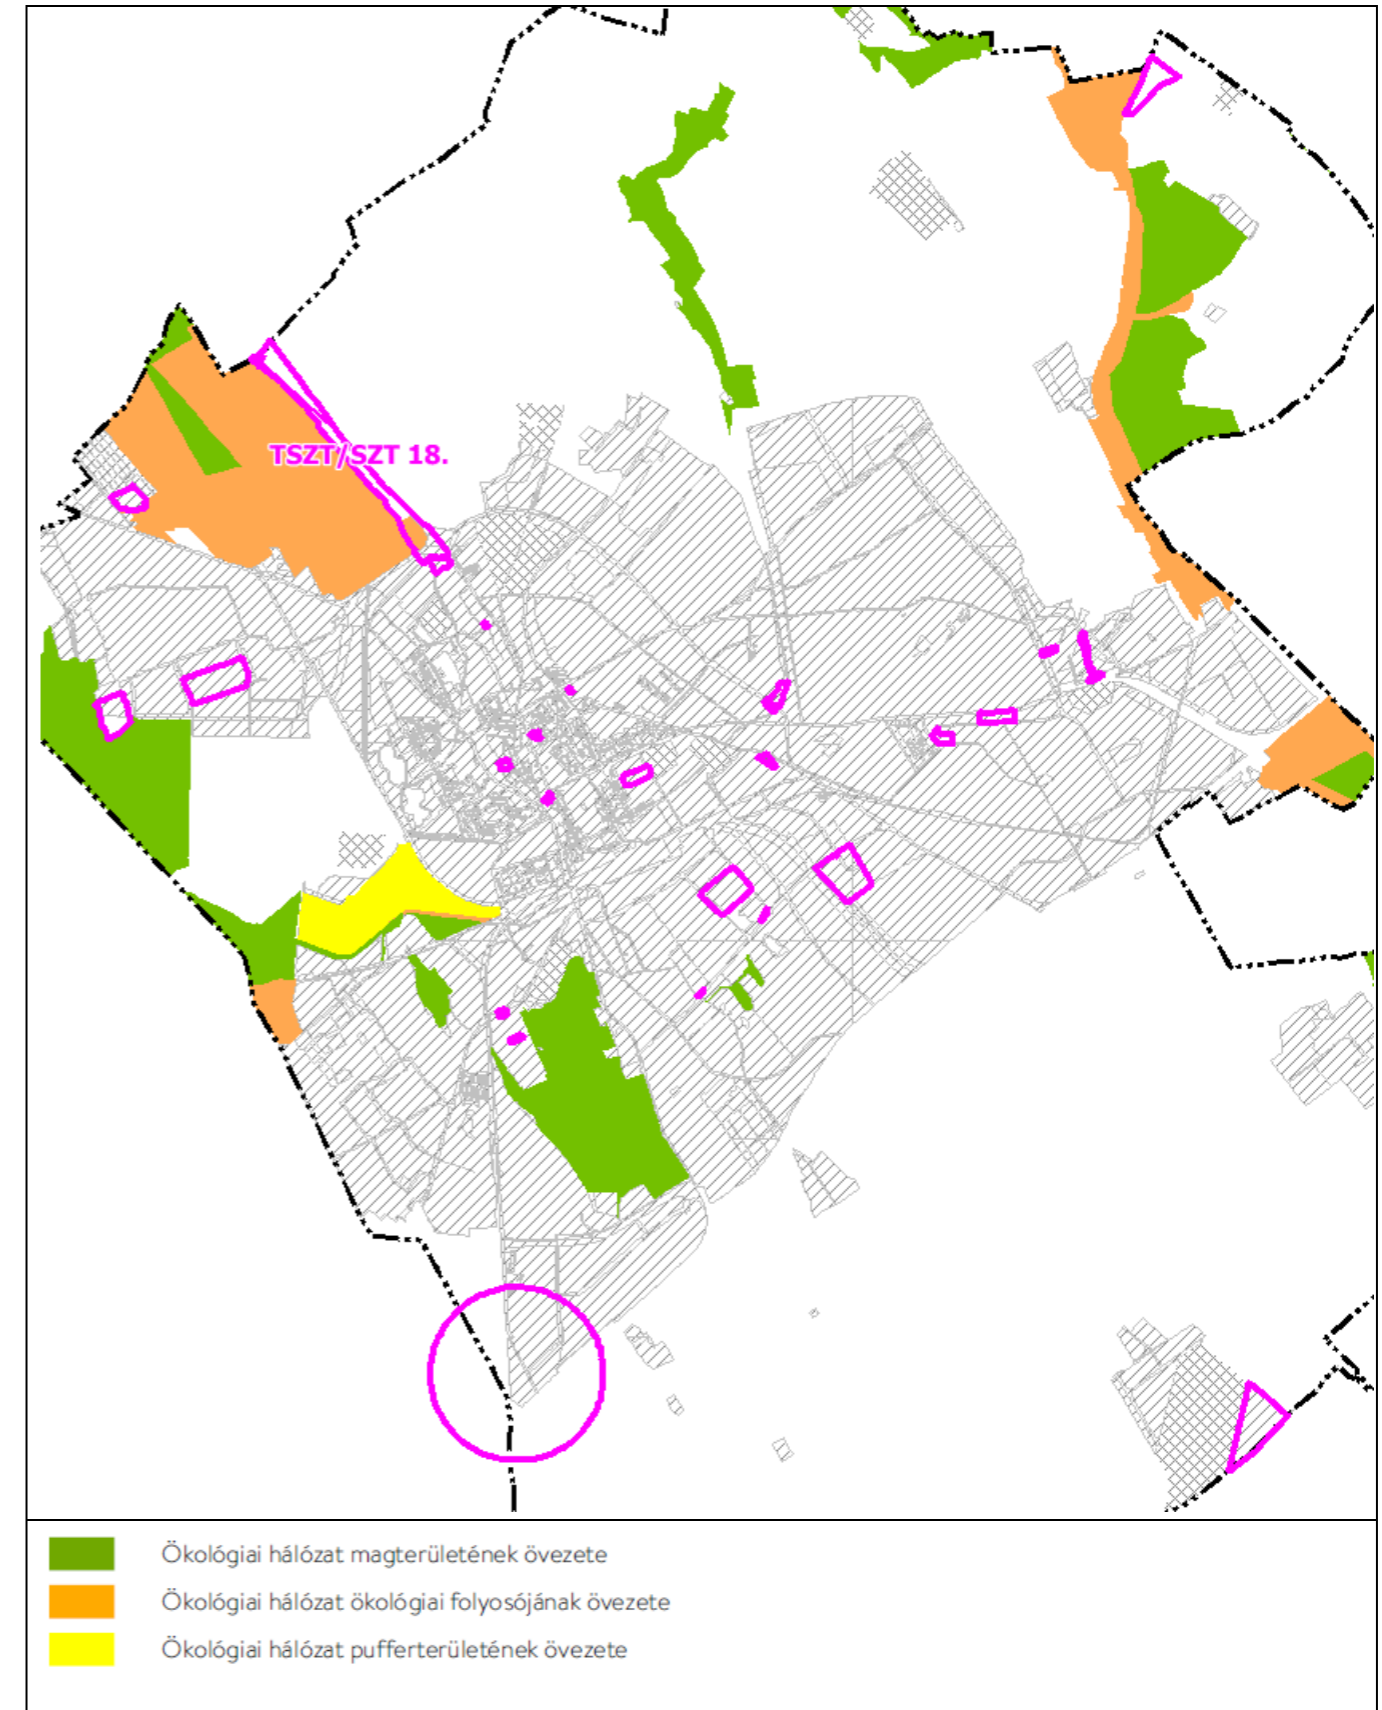 TSZT/SZT 18.
Ökológiai hálózat magterületének övezete
Ökológiai hálózat ökológiai folyosójának övezete
Ökológiai hálózat pufferterületének övezete